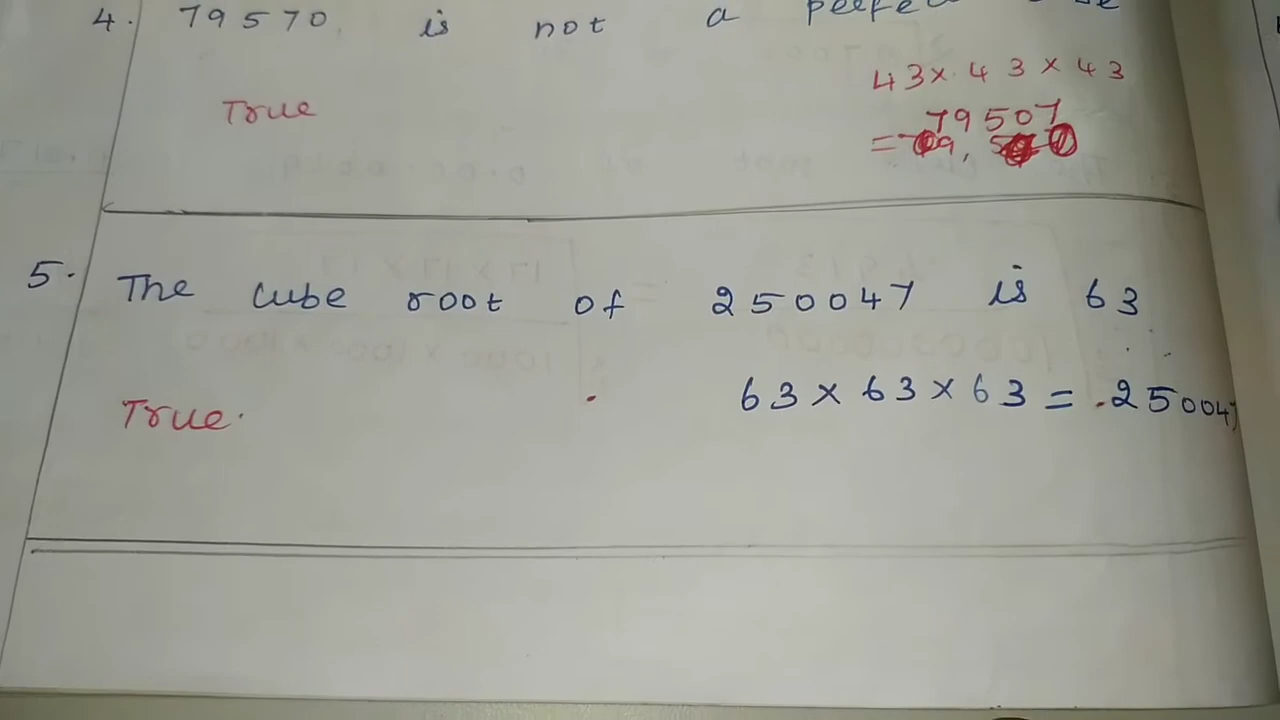 4. 79570 is not a
43 × 43 × 43
True
79507
=
5. The cube root of 250047 is 63
63 × 63 × 63 = 250047
True.